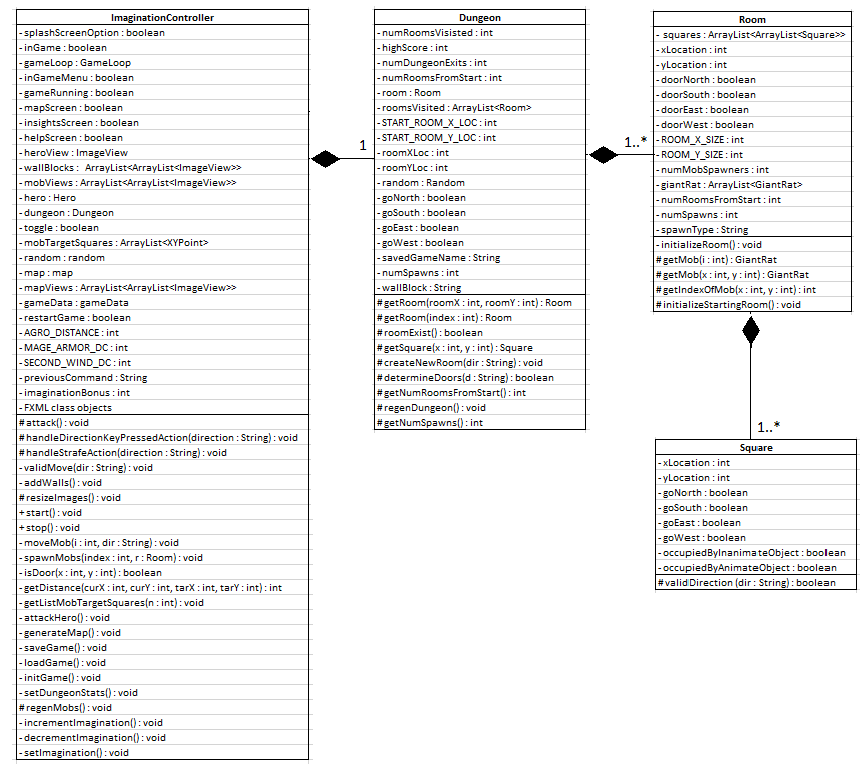 ImaginationController
- splashScreenOption : boolean
- inGame : boolean
- gameLoop : GameLoop
- inGameMenu : boolean
- gameRunning : boolean
- mapScreen : boolean
- insightsScreen : boolean
- helpScreen : boolean
- heroView : ImageView
- wallBlocks : ArrayList<ArrayList<ImageView>>
- mobViews : ArrayList<ArrayList<ImageView>>
- hero : Hero
- dungeon : Dungeon
- toggle : boolean
- mobTargetSquares : ArrayList<XYPoint>
- random : random
- map : map
- mapViews : ArrayList<ArrayList<ImageView>>
- gameData : gameData
- restartGame : boolean
- AGRO_DISTANCE : int
- MAGE_ARMOR_DC : int
- SECOND_WIND_DC : int
- previousCommand : String
- imaginationBonus : int
- FXML class objects
# attack() : void
# handleDirectionKeyPressedAction(direction : String) : void
# handleStrafeAction(direction : String) : void
- validMove(dir : String) : void
- addWalls() : void
# resizeImages() : void
+ start() : void
+ stop() : void
- moveMob(i : int, dir : String) : void
- spawnMobs(index : int, r : Room) : void
- isDoor(x : int, y : int) : boolean
- getDistance(curX : int, curY : int, tarX : int, tarY : int) : int
- getListMobTargetSquares(n : int) : void
- attackHero() : void
- generateMap() : void
- saveGame() : void
- loadGame() : void
- initGame() : void
- setDungeonStats() : void
# regenMobs() : void
- incrementImagination() : void
- decrementImagination() : void
- setImagination() : void
1
Dungeon
- numRoomsVisisted : int
- highScore : int
- numDungeonExits : int
- numRoomsFromStart : int
- room : Room
- roomsVisited : ArrayList<Room>
- START_ROOM_X_LOC : int
- START_ROOM_Y_LOC : int
- roomXLoc : int
- roomYLoc : int
- random : Random
- goNorth : boolean
- goSouth : boolean
- goEast : boolean
- goWest : boolean
- savedGameName : String
- numSpawns : int
- wallBlock : String
# getRoom(roomX : int, roomY : int) : Room
# getRoom(index : int) : Room
# roomExist() : boolean
# getSquare(x : int, y : int) : Square
# createNewRoom(dir : String) : void
# determineDoors(d : String) : boolean
# getNumRoomsFromStart() : int
# regenDungeon() : void
# getNumSpawns() : int
1..*
Room
- squares : ArrayList<ArrayList<Square>>
- xLocation : int
- yLocation : int
- doorNorth : boolean
- doorSouth : boolean
- doorEast : boolean
- doorWest : boolean
- ROOM_X_SIZE : int
- ROOM_Y_SIZE : int
- numMobSpawners : int
- giantRat : ArrayList<GiantRat>
- numRoomsFromStart : int
- numSpawns : int
- spawnType : String
- initializeRoom() : void
# getMob(i : int) : GiantRat
# getMob(x : int, y : int) : GiantRat
# getIndexOfMob(x : int, y : int) : int
# initializeStartingRoom() : void
1..*
Square
- xLocation : int
- yLocation : int
- goNorth : boolean
- goSouth : boolean
- goEast : boolean
- goWest : boolean
- occupiedByInanimateObject : boolean
- occupiedByAnimateObject : boolean
# validDirection (dir : String) : boolean